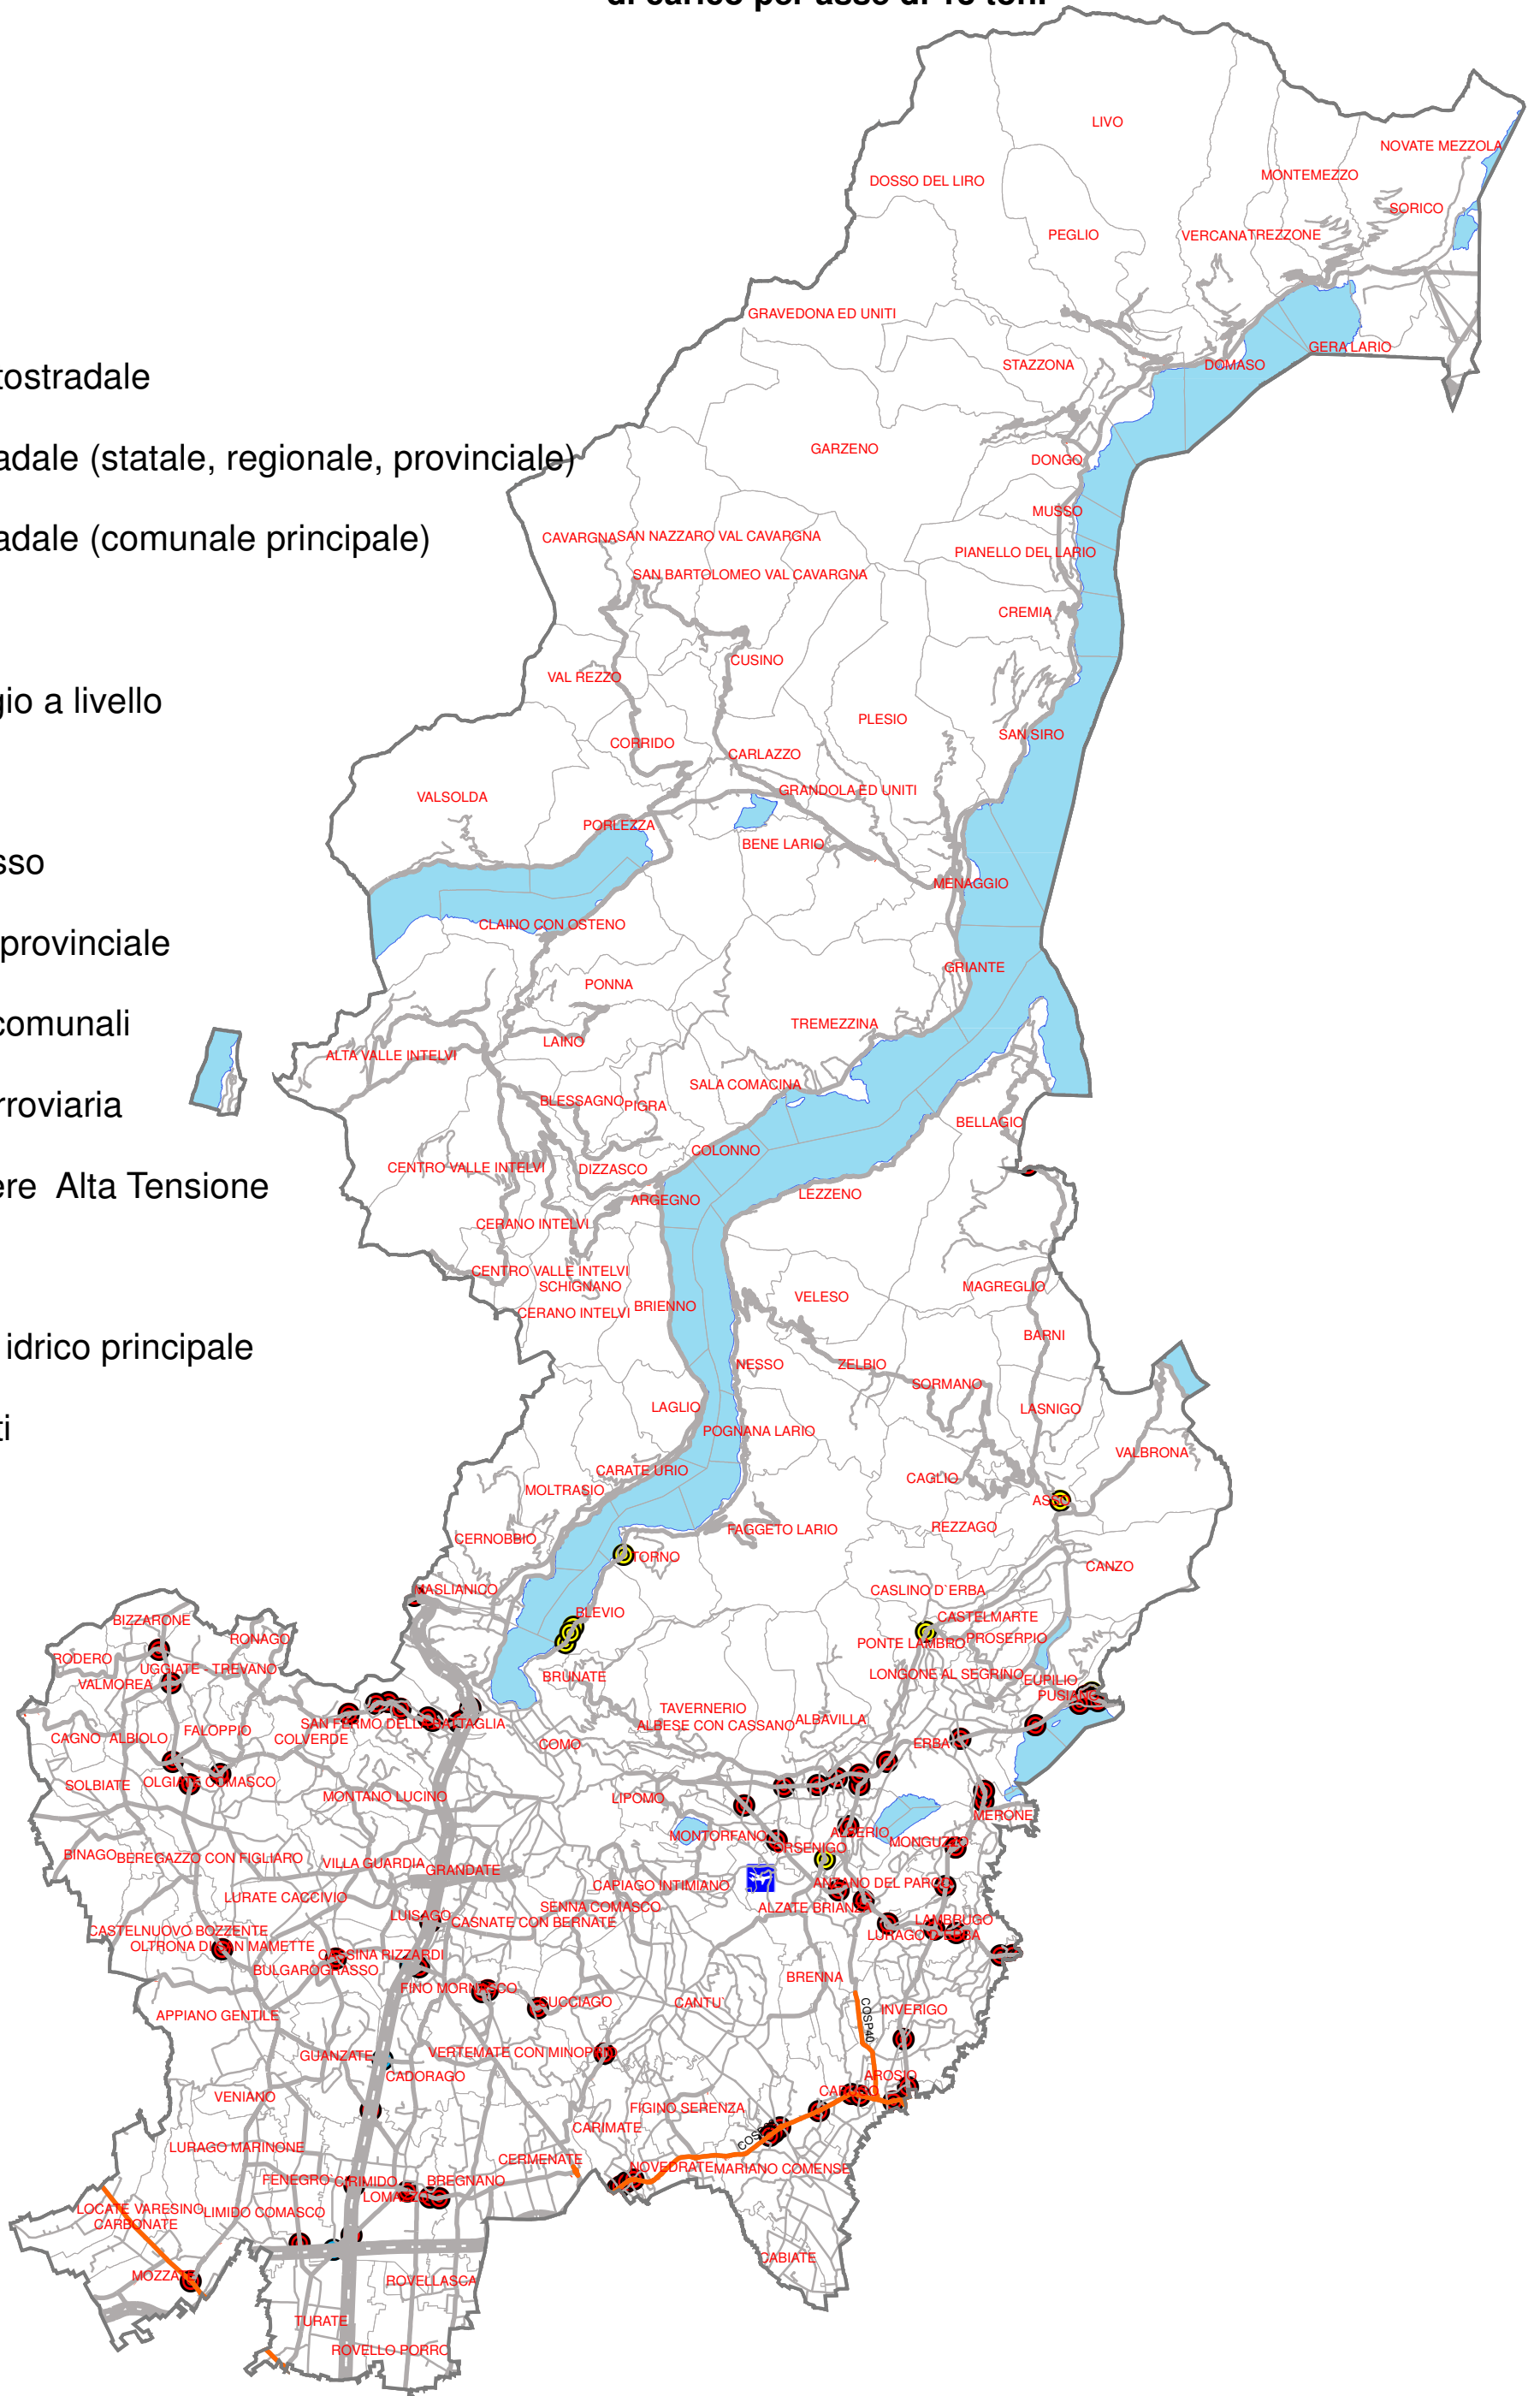 di carico per asse di 13 ton.
LIVO
NOVATE MEZZOLA
MONTEMEZZO
DOSSO DEL LIRO
SORICO
PEGLIO
VERCANA
TREZZONE
GRAVEDONA ED UNITI
GERA LARIO
STAZZONA
DOMASO
tostradale
GARZENO
DONGO
adale (statale, regionale, provinciale)
MUSSO
CAVARGNA
SAN NAZZARO VAL CAVARGNA
adale (comunale principale)
PIANELLO DEL LARIO
SAN BARTOLOMEO VAL CAVARGNA
CREMIA
CUSINO
VAL REZZO
gio a livello
PLESIO
SAN SIRO
CORRIDO
CARLAZZO
GRANDOLA ED UNITI
VALSOLDA
PORLEZZA
BENE LARIO
sso
MENAGGIO
CLAINO CON OSTENO
provinciale
GRIANTE
PONNA
comunali
TREMEZZINA
LAINO
ALTA VALLE INTELVI
SALA COMACINA
BLESSAGNO
PIGRA
rroviaria
BELLAGIO
COLONNO
CENTRO VALLE INTELVI
DIZZASCO
ere  Alta Tensione
LEZZENO
ARGEGNO
CERANO INTELVI
CENTRO VALLE INTELVI
SCHIGNANO
MAGREGLIO
VELESO
BRIENNO
CERANO INTELVI
BARNI
idrico principale
NESSO
ZELBIO
SORMANO
LAGLIO
LASNIGO
ti
POGNANA LARIO
VALBRONA
CARATE URIO
CAGLIO
MOLTRASIO
ASSO
FAGGETO LARIO
REZZAGO
CERNOBBIO
TORNO
CANZO
MASLIANICO
CASLINO D`ERBA
BLEVIO
CASTELMARTE
BIZZARONE
RONAGO
PONTE LAMBRO
PROSERPIO
RODERO
UGGIATE - TREVANO
BRUNATE
LONGONE AL SEGRINO
VALMOREA
EUPILIO
PUSIANO
TAVERNERIO
ALBAVILLA
SAN FERMO DELLA BATTAGLIA
ALBESE CON CASSANO
FALOPPIO
CAGNO
ALBIOLO
COLVERDE
COMO
ERBA
SOLBIATE
OLGIATE COMASCO
MONTANO LUCINO
LIPOMO
MERONE
ALSERIO
MONTORFANO
MONGUZZO
ORSENIGO
BINAGO
BEREGAZZO CON FIGLIARO
VILLA GUARDIA
GRANDATE
ANZANO DEL PARCO
CAPIAGO INTIMIANO
LURATE CACCIVIO
SENNA COMASCO
ALZATE BRIANZA
LUISAGO
CASNATE CON BERNATE
LAMBRUGO
CASTELNUOVO BOZZENTE
LURAGO D`ERBA
OLTRONA DI SAN MAMETTE
CASSINA RIZZARDI
BULGAROGRASSO
BRENNA
FINO MORNASCO
CUCCIAGO
CANTU`
INVERIGO
APPIANO GENTILE
COSP40
VERTEMATE CON MINOPRIO
GUANZATE
CADORAGO
AROSIO
CARUGO
VENIANO
FIGINO SERENZA
CARIMATE
LURAGO MARINONE
CERMENATE
NOVEDRATE
MARIANO COMENSE
FENEGRO`
CIRIMIDO
BREGNANO
LOMAZZO
LOCATE VARESINO
LIMIDO COMASCO
CARBONATE
CABIATE
MOZZATE
ROVELLASCA
TURATE
ROVELLO PORRO